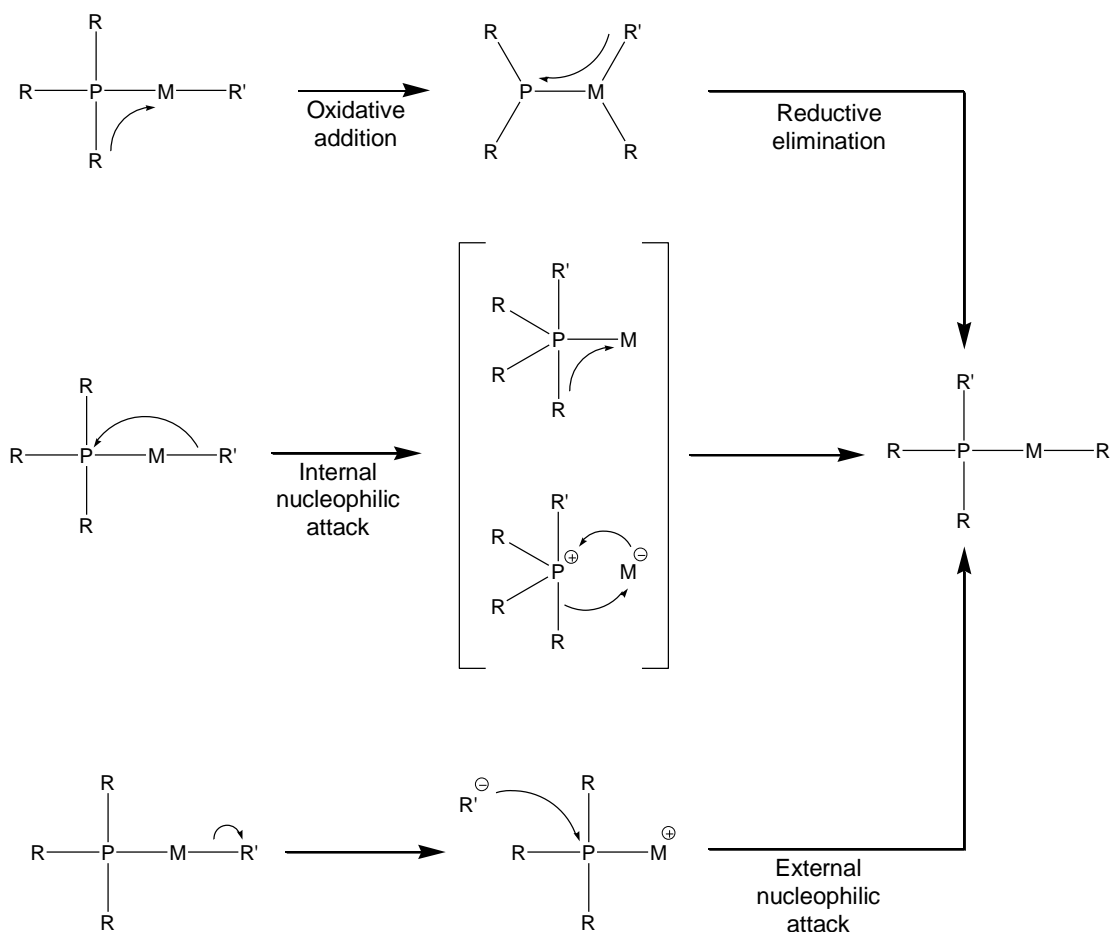 R
R P M R'
R
Oxidative
addition
R R'
P M
R R
Reductive
elimination
R'
R
P M
R
R
R
R P M R'
R
Internal
nucleophilic
attack
R'
R
P ⊕ M ⊖
R
R
R'
R P M R
R
R
R P M R'
R
R' ⊖
R
R P M ⊕
R
External
nucleophilic
attack